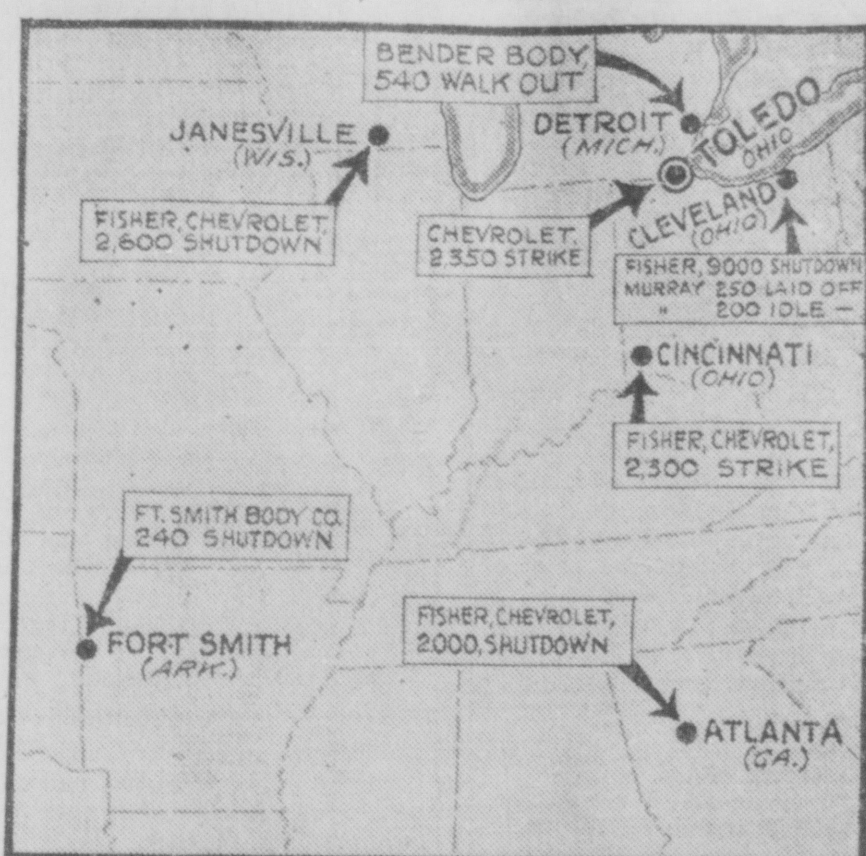 BENDER BODY,
540 WALK OUT
JANESVILLE
(WIS.)
DETROIT
(MICH.)
TOLEDO
OHIO
FISHER, CHEVROLET,
2,600 SHUTDOWN
CHEVROLET,
2,350 STRIKE
CLEVELAND
(OHIO)
FISHER, 9000 SHUTDOWN
MURRAY 250 LAID OFF
" 200 IDLE —
CINCINNATI
(OHIO)
FISHER, CHEVROLET,
2,300 STRIKE
FT. SMITH BODY CO.
240 SHUTDOWN
FORT SMITH
(ARK.)
FISHER, CHEVROLET,
2000, SHUTDOWN
ATLANTA
(GA.)